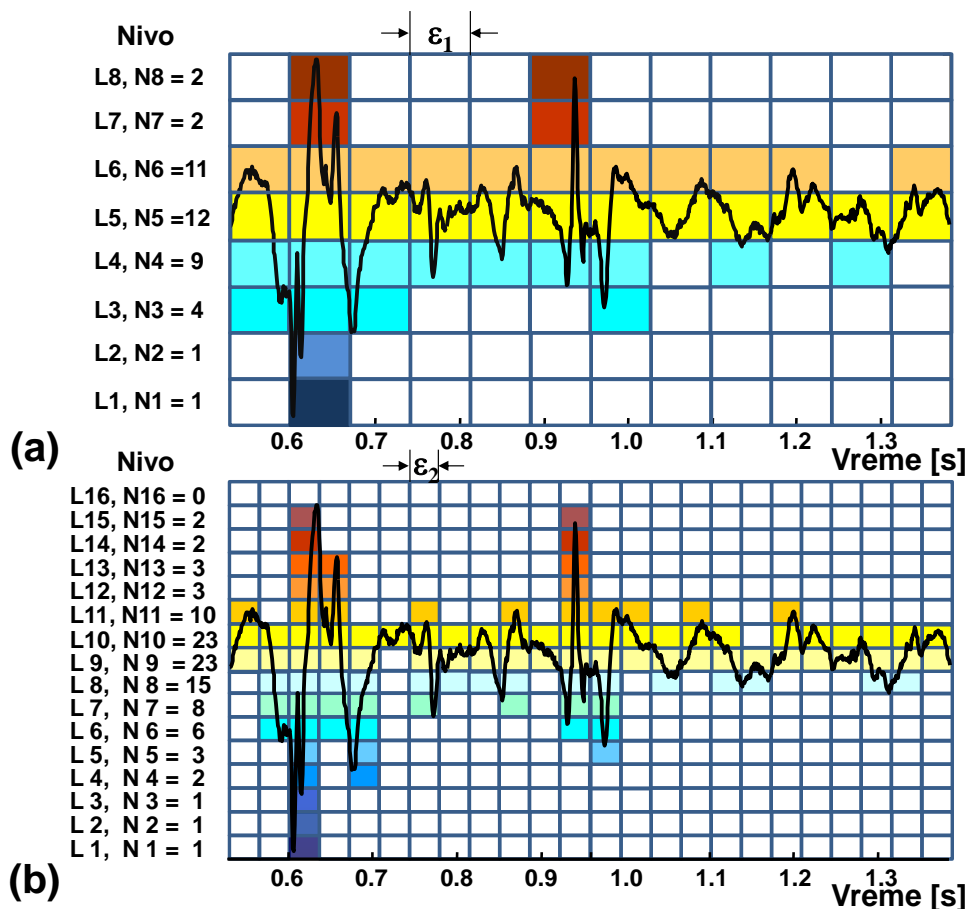 Nivo
ε1
L8, N8 = 2
L7, N7 = 2
L6, N6 =11
L5, N5 =12
L4, N4 = 9
L3, N3 = 4
L2, N2 = 1
L1, N1 = 1
(a)
0.6 0.7 0.8 0.9 1.0 1.1 1.2 1.3
Vreme [s]
Nivo
ε2
L16, N16 = 0
L15, N15 = 2
L14, N14 = 2
L13, N13 = 3
L12, N12 = 3
L11, N11 = 10
L10, N10 = 23
L 9, N 9 = 23
L 8, N 8 = 15
L 7, N 7 = 8
L 6, N 6 = 6
L 5, N 5 = 3
L 4, N 4 = 2
L 3, N 3 = 1
L 2, N 2 = 1
L 1, N 1 = 1
(b)
0.6 0.7 0.8 0.9 1.0 1.1 1.2 1.3
Vreme [s]